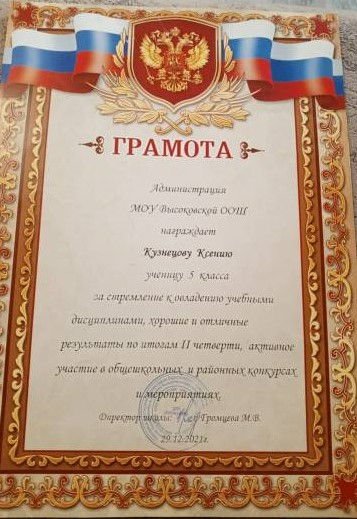 ГРАМОТА
Администрация
МОУ Высоковской ООШ
награждает
Кузнецову Ксению
ученицу 5 класса
за стремление к овладению учебными
дисциплинами, хорошие и отличные
результаты по итогам II четверти, активное
участие в общешкольных и районных конкурсах
и мероприятиях.
Директор школы: Громцева М.В.
29.12.2021г.